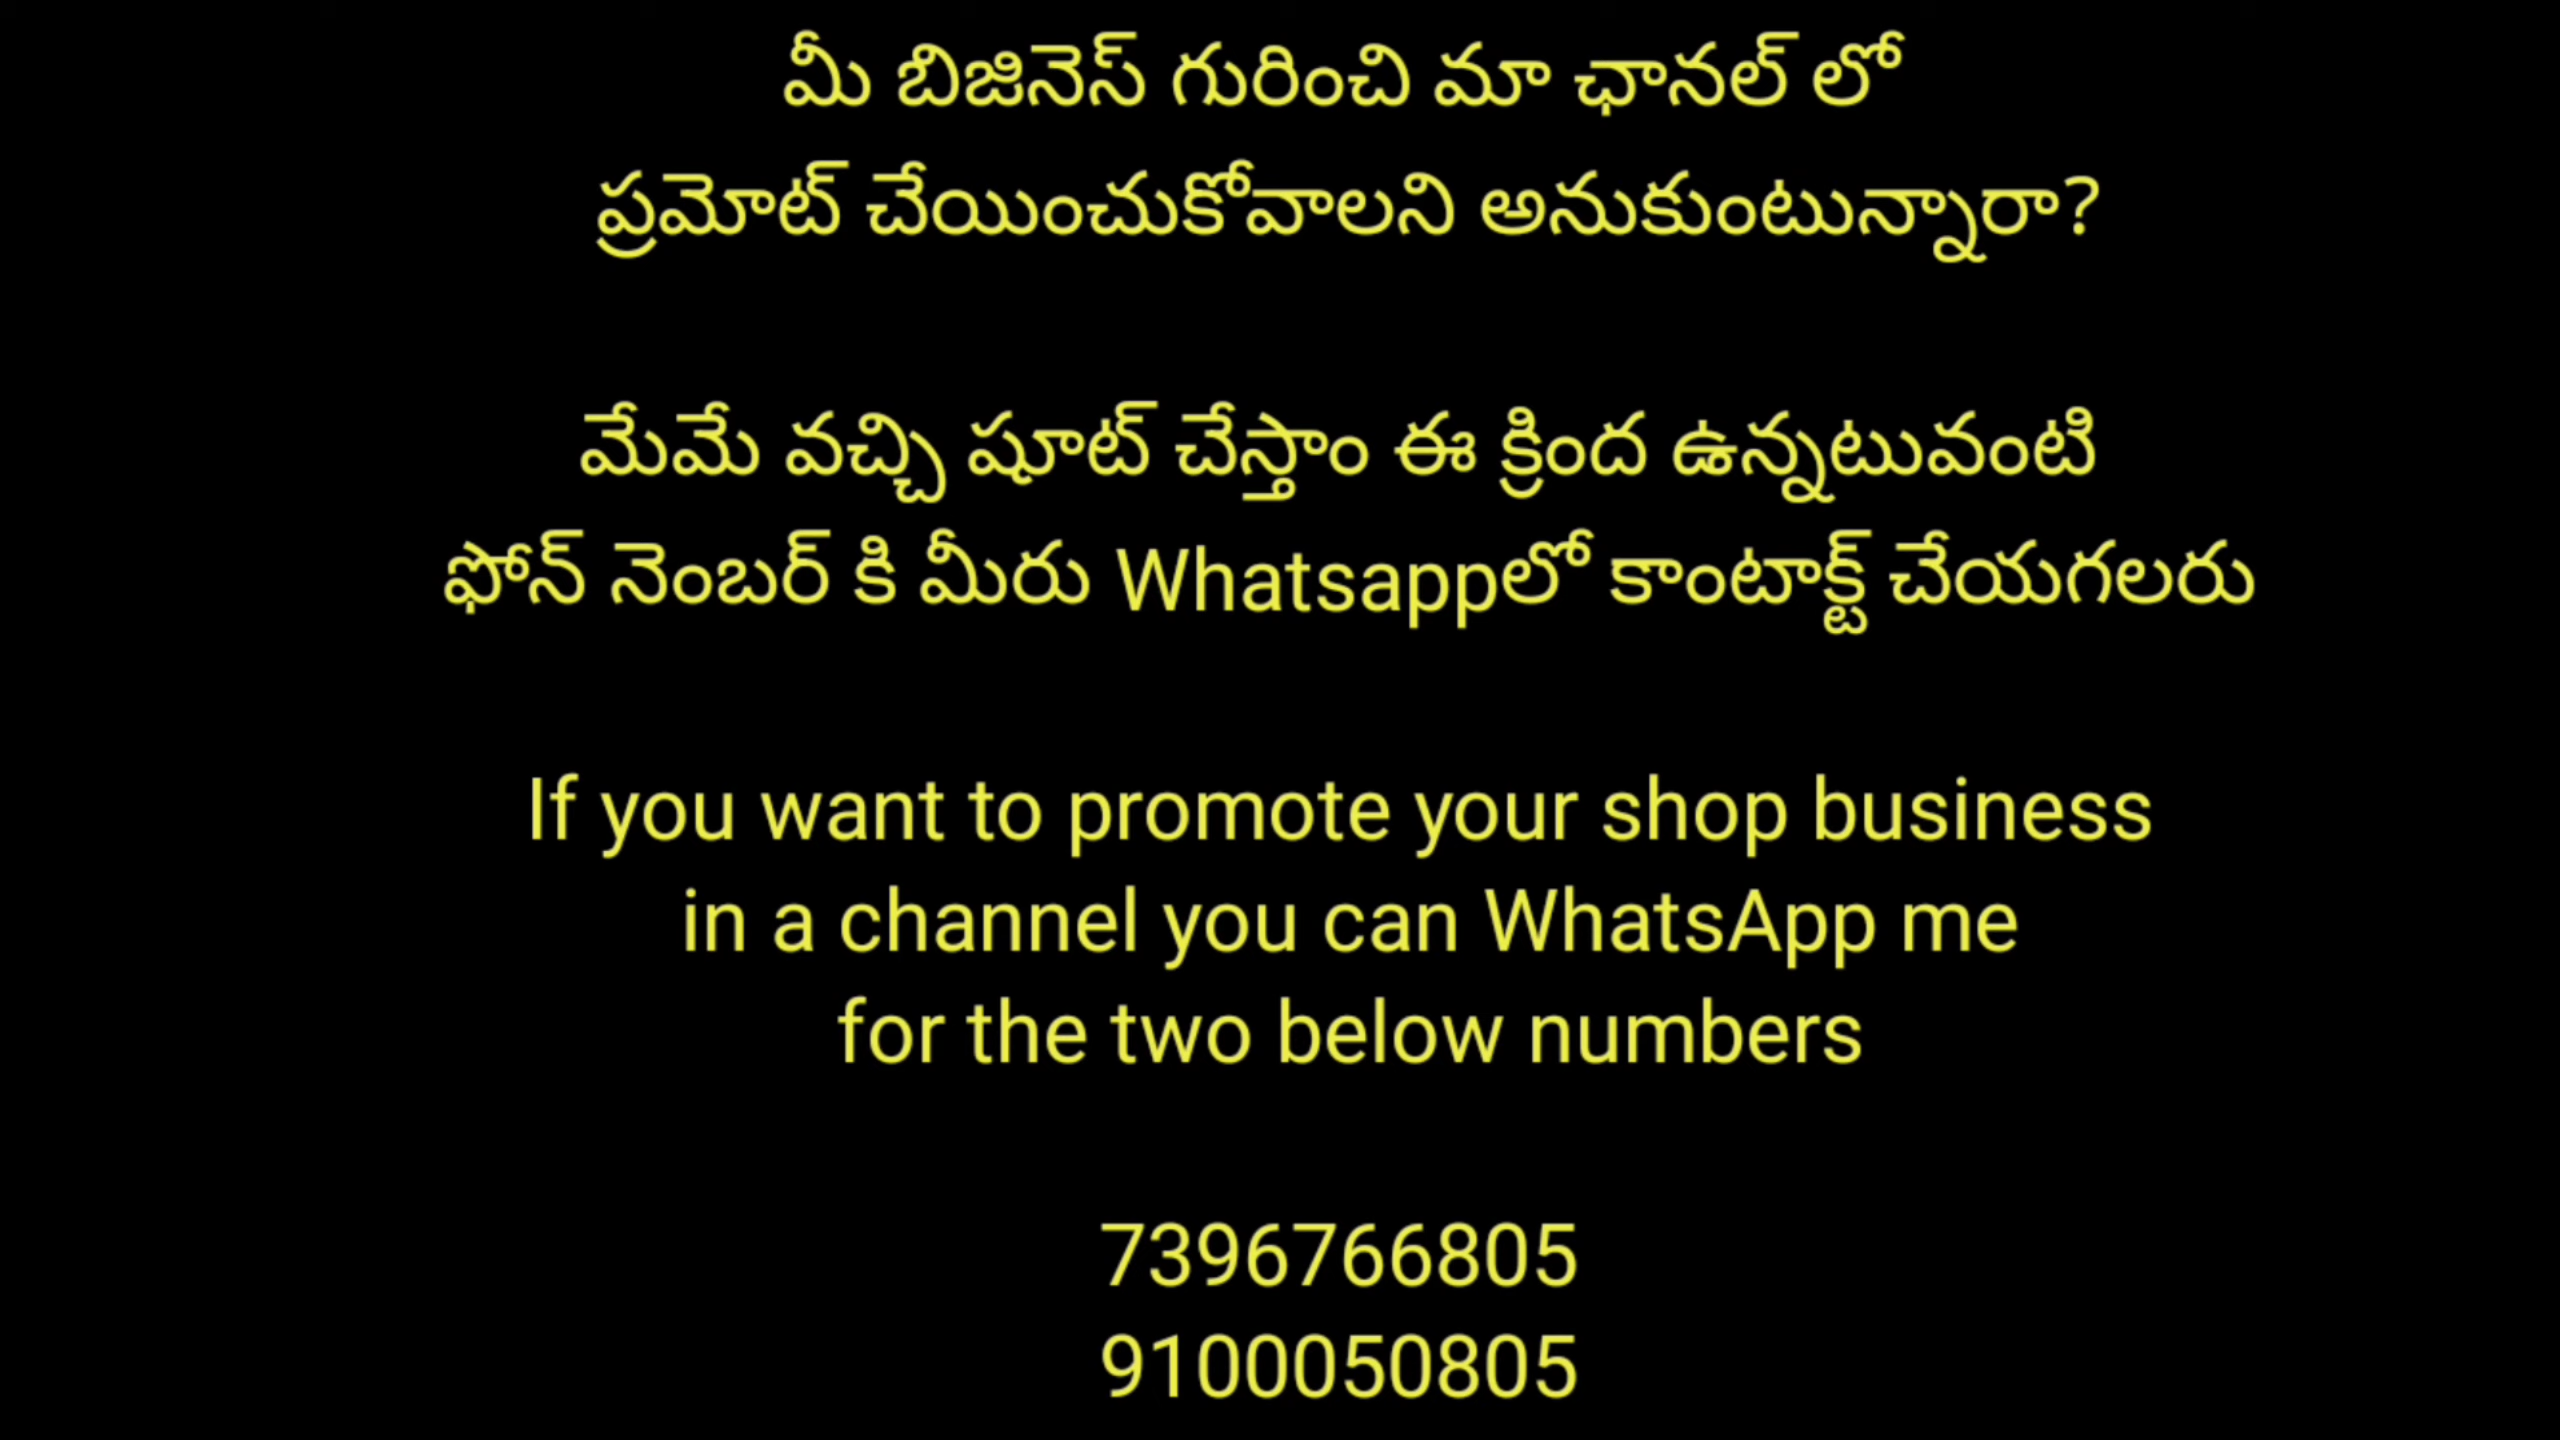 మీ బిజినెస్ గురించి మా ఛానల్ లో
ప్రమోట్ చేయించుకోవాలని అనుకుంటున్నారా?
మేమే వచ్చి షూట్ చేస్తాం ఈ క్రింద ఉన్నటువంటి
ఫోన్ నెంబర్ కి మీరు Whatsappలో కాంటాక్ట్ చేయగలరు
If you want to promote your shop business
in a channel you can WhatsApp me
for the two below numbers
7396766805
9100050805